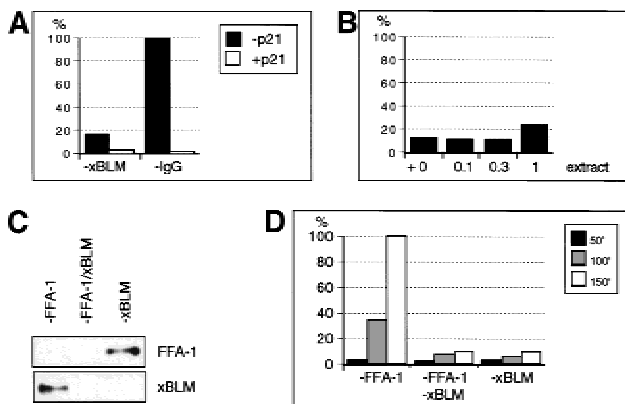 A
%
100
80
60
40
20
0
-xBLM -IgG
-p21
+p21
B
%
100
80
60
40
20
0
+ 0 0.1 0.3 1 extract
C
-FFA-1
-FFA-1/xBLM
-xBLM
FFA-1
xBLM
D
%
100
80
60
40
20
0
-FFA-1 -FFA-1 -xBLM
-xBLM
50'
100'
150'